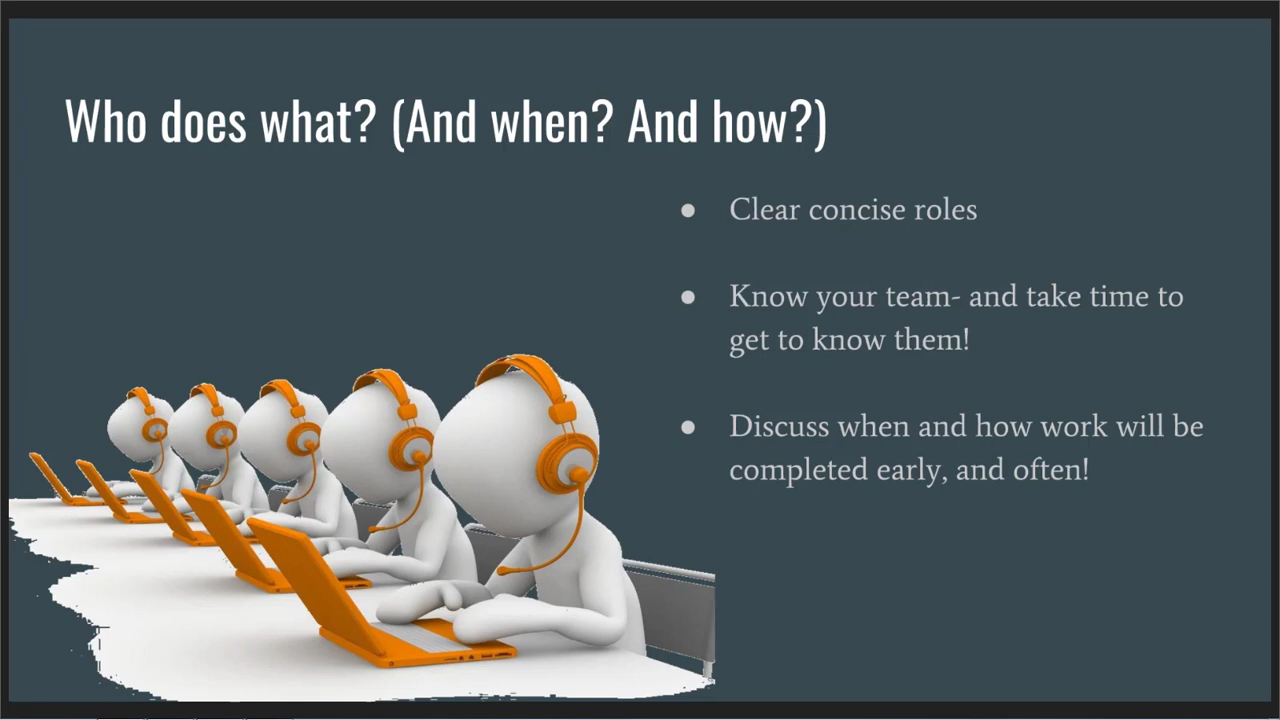 Who does what? (And when? And how?)
● Clear concise roles
● Know your team- and take time to
get to know them!
● Discuss when and how work will be
completed early, and often!